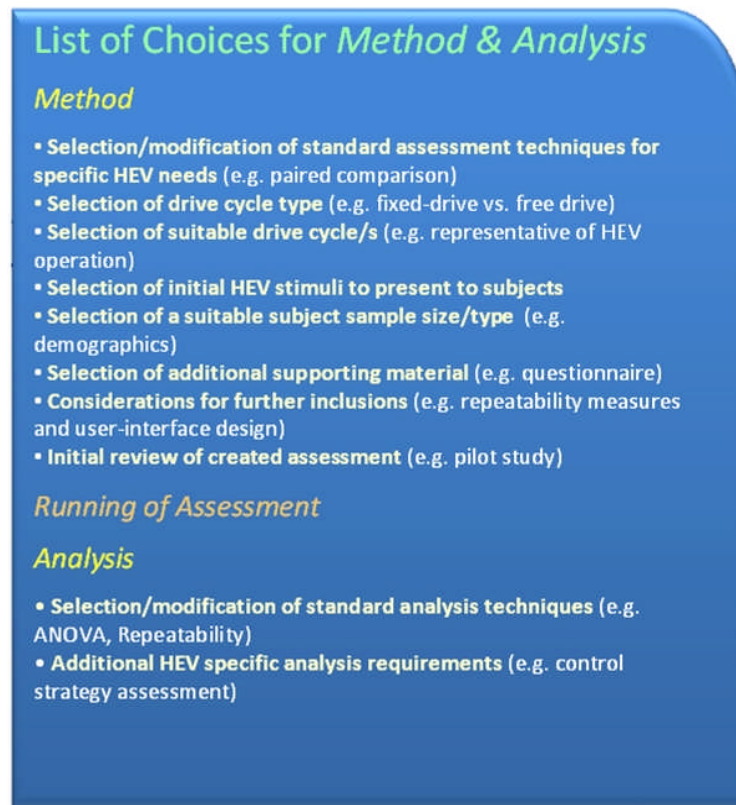 List of Choices for Method & Analysis
Method
• Selection/modification of standard assessment techniques for
specific HEV needs (e.g. paired comparison)
• Selection of drive cycle type (e.g. fixed-drive vs. free drive)
• Selection of suitable drive cycle/s (e.g. representative of HEV
operation)
• Selection of initial HEV stimuli to present to subjects
• Selection of a suitable subject sample size/type (e.g.
demographics)
• Selection of additional supporting material (e.g. questionnaire)
• Considerations for further inclusions (e.g. repeatability measures
and user-interface design)
• Initial review of created assessment (e.g. pilot study)
Running of Assessment
Analysis
• Selection/modification of standard analysis techniques (e.g.
ANOVA, Repeatability)
• Additional HEV specific analysis requirements (e.g. control
strategy assessment)